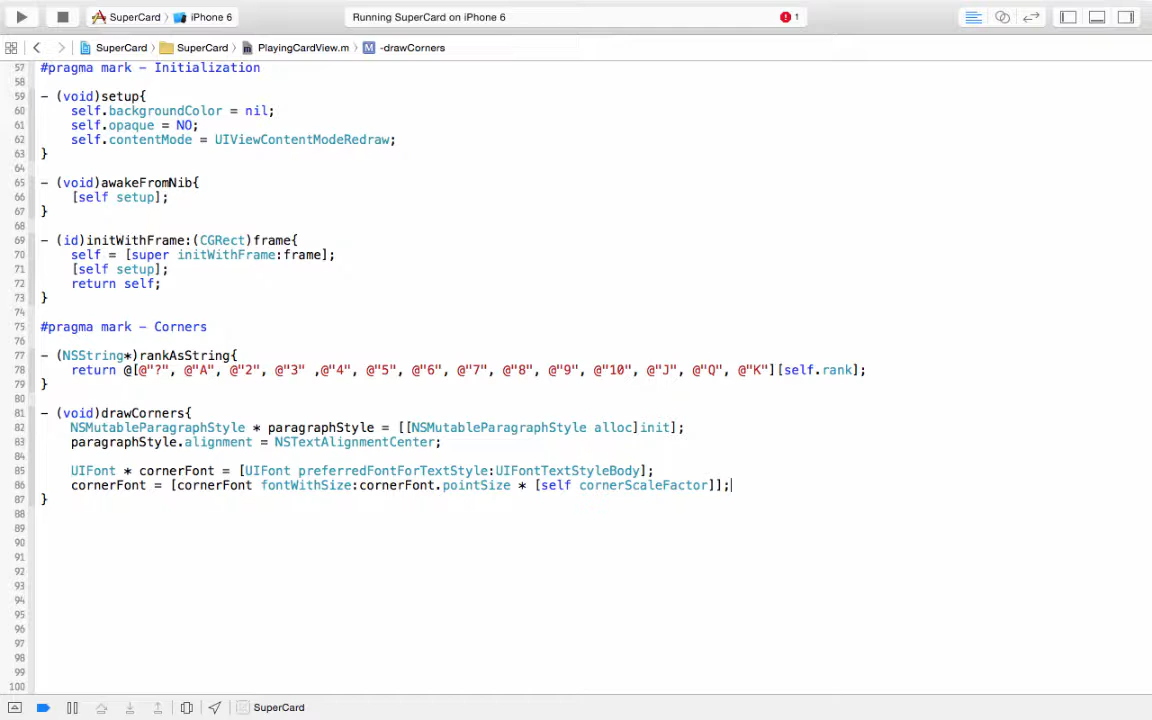 SuperCard > iPhone 6
Running SuperCard on iPhone 6
1
SuperCard > SuperCard > PlayingCardView.m > M -drawCorners
57 #pragma mark - Initialization
58
59 - (void)setup{
60 self.backgroundColor = nil;
61 self.opaque = NO;
62 self.contentMode = UIViewContentModeRedraw;
63 }
64
65 - (void)awakeFromNib{
66 [self setup];
67 }
68
69 - (id)initWithFrame:(CGRect)frame{
70 self = [super initWithFrame:frame];
71 [self setup];
72 return self;
73 }
74
75 #pragma mark - Corners
76
77 - (NSString*)rankAsString{
78 return @[@"?", @"A", @"2", @"3" ,@"4", @"5", @"6", @"7", @"8", @"9", @"10", @"J", @"Q", @"K"][self.rank];
79 }
80
81 - (void)drawCorners{
82 NSMutableParagraphStyle * paragraphStyle = [[NSMutableParagraphStyle alloc]init];
83 paragraphStyle.alignment = NSTextAlignmentCenter;
84
85 UIFont * cornerFont = [UIFont preferredFontForTextStyle:UIFontTextStyleBody];
86 cornerFont = [cornerFont fontWithSize:cornerFont.pointSize * [self cornerScaleFactor]];
87 }
88
89
90
91
92
93
94
95
96
97
98
99
100
SuperCard